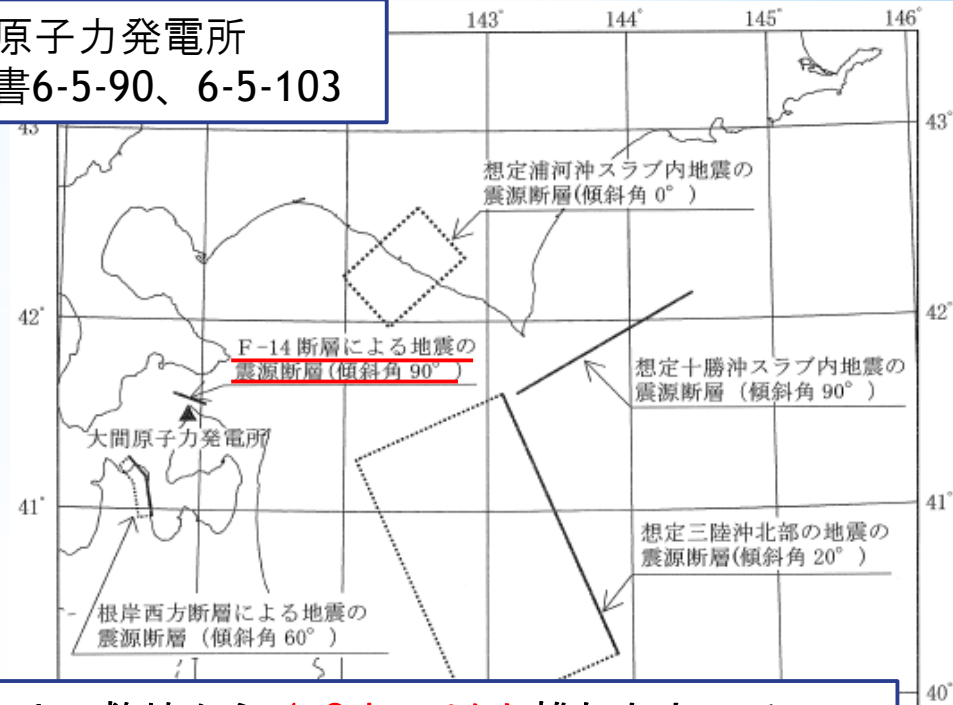 原子力発電所
書6-5-90、6-5-103
143° 144° 145° 146°
43° 43°
想定浦河沖スラブ内地震の
震源断層(傾斜角 0° )
42° 42°
F-14 断層による地震の
震源断層(傾斜角 90° )
想定十勝沖スラブ内地震の
震源断層 (傾斜角 90° )
大間原子力発電所
41° 41°
想定三陸沖北部の地震の
震源断層(傾斜角 20° )
根岸西方断層による地震の
震源断層 (傾斜角 60° )
40°